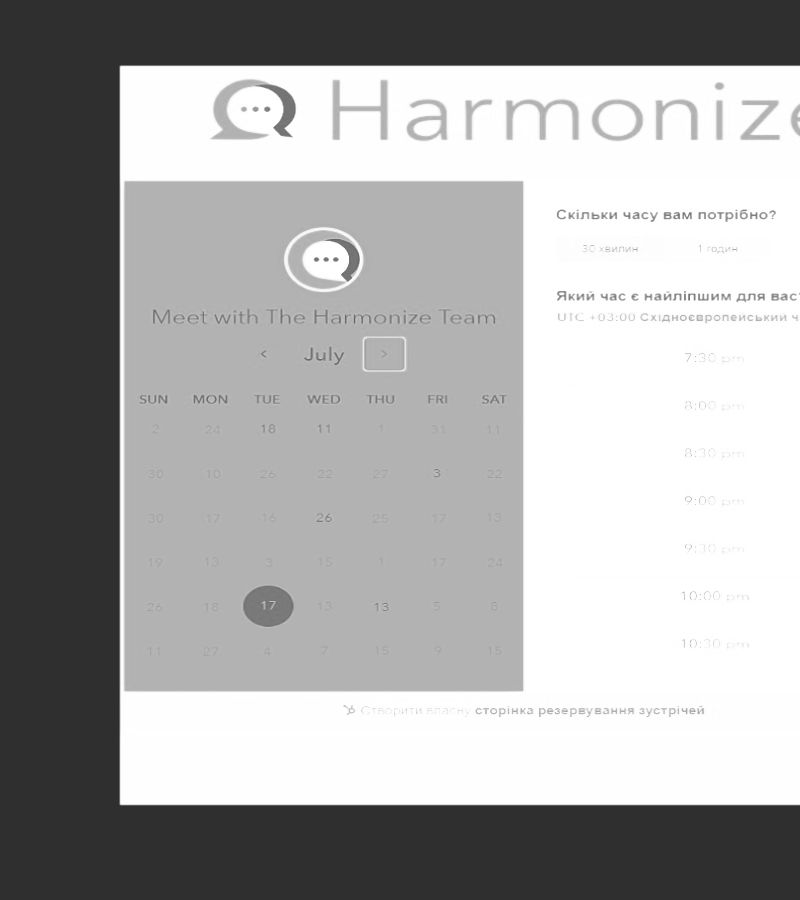 Harmonize
Meet with The Harmonize Team
< July >
SUN MON TUE WED THU FRI SAT
2 24 18 11 1 31 11
30 10 26 22 27 3 22
30 17 16 26 25 17 13
19 13 3 15 1 17 24
26 18 17 13 13 5 8
11 27 4 7 15 9 15
Скільки часу вам потрібно?
30 хвилин 1 годин
Який час є найліпшим для вас
UTC +03:00 Східноєвропейський ч
7:30 pm
8:00 pm
8:30 pm
9:00 pm
9:30 pm
10:00 pm
10:30 pm
Створити власну сторінка резервування зустрічей